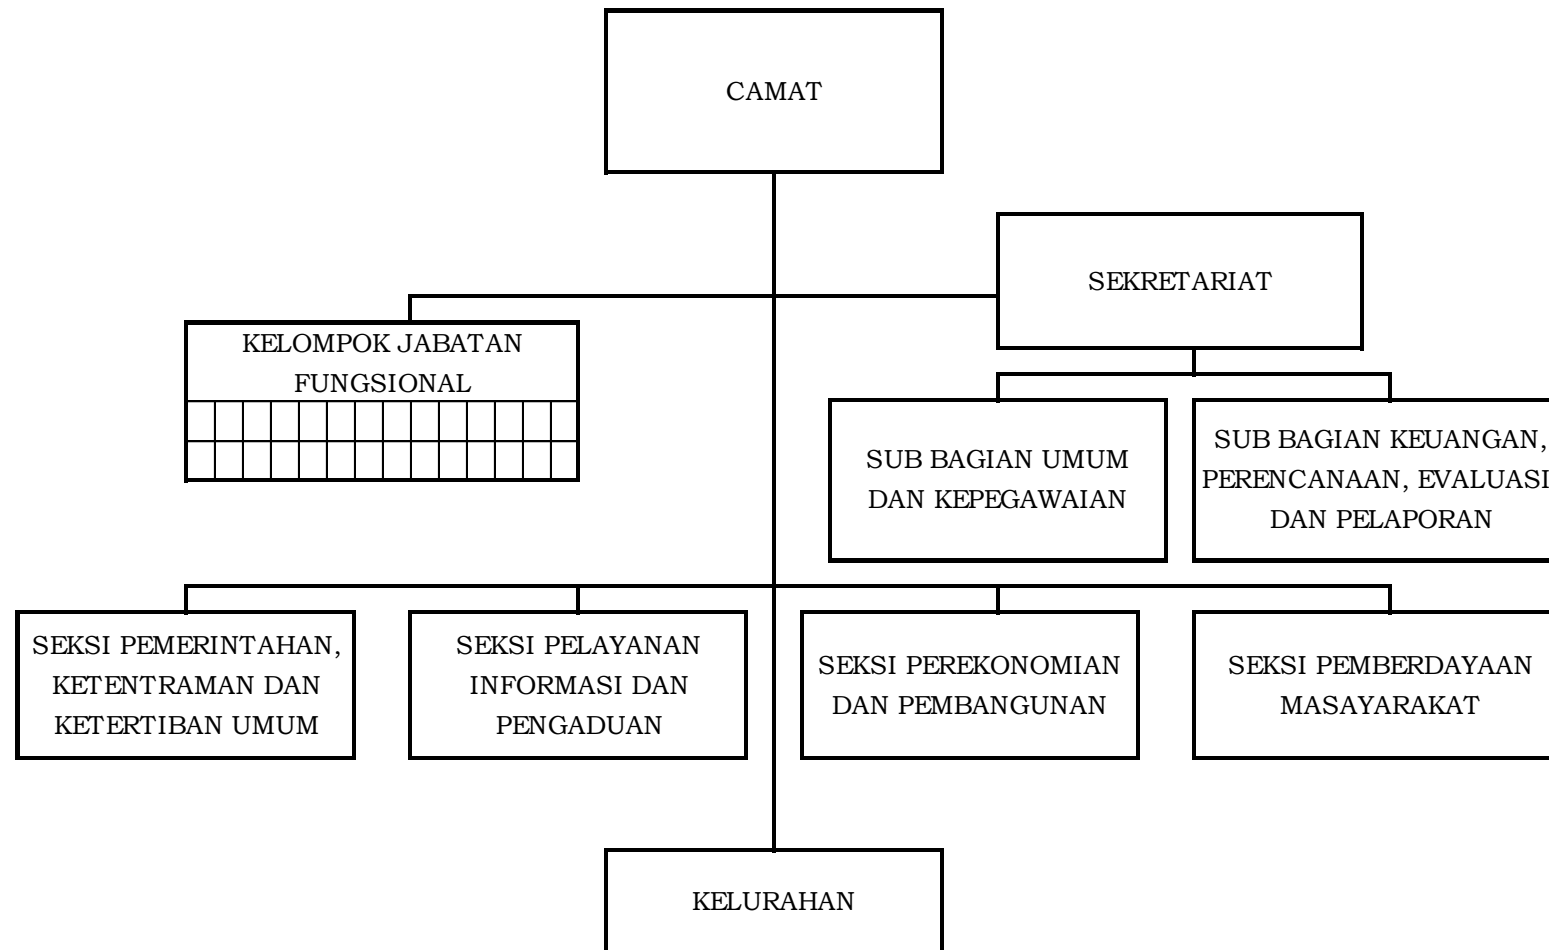 CAMAT
SEKRETARIAT
KELOMPOK JABATAN
FUNGSIONAL
SUB BAGIAN UMUM
DAN KEPEGAWAIAN
SUB BAGIAN KEUANGAN,
PERENCANAAN, EVALUASI
DAN PELAPORAN
SEKSI PEMERINTAHAN,
KETENTRAMAN DAN
KETERTIBAN UMUM
SEKSI PELAYANAN
INFORMASI DAN
PENGADUAN
SEKSI PEREKONOMIAN
DAN PEMBANGUNAN
SEKSI PEMBERDAYAAN
MASAYARAKAT
KELURAHAN